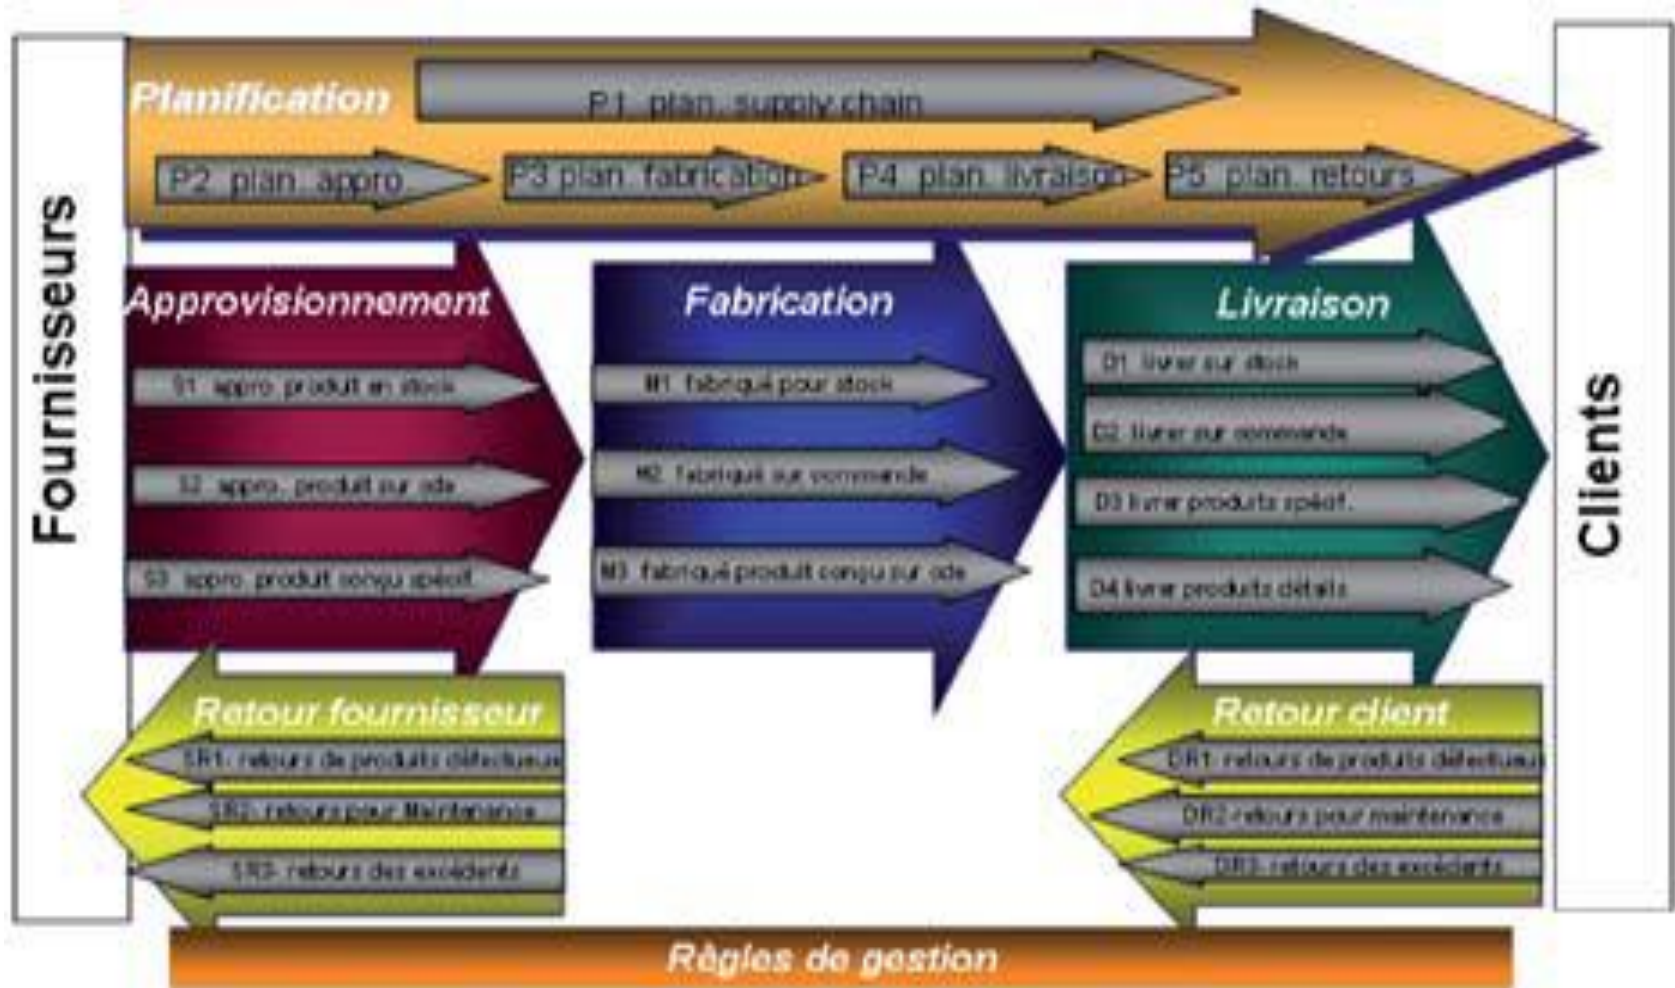 Fournisseurs
Planification
P1 plan. supply chain
P2 plan. appro.
P3 plan. fabrication
P4 plan. livraison
P5 plan. retours
Approvisionnement
S1 appro. produit en stock
S2 appro. produit sur cde
S3 appro. produit conçu spécif.
Fabrication
M1 fabriqué pour stock
M2 fabriqué sur commande
M3 fabriqué produit conçu sur cde
Livraison
D1 livrer sur stock
D2 livrer sur commande
D3 livrer produits spécif.
D4 livrer produits détails
Clients
Retour fournisseur
SR1- retours de produits défectueux
SR2- retours pour Maintenance
SR3- retours des excédents
Retour client
DR1- retours de produits défectueux
DR2-retours pour maintenance
DR3- retours des excédents
Règles de gestion